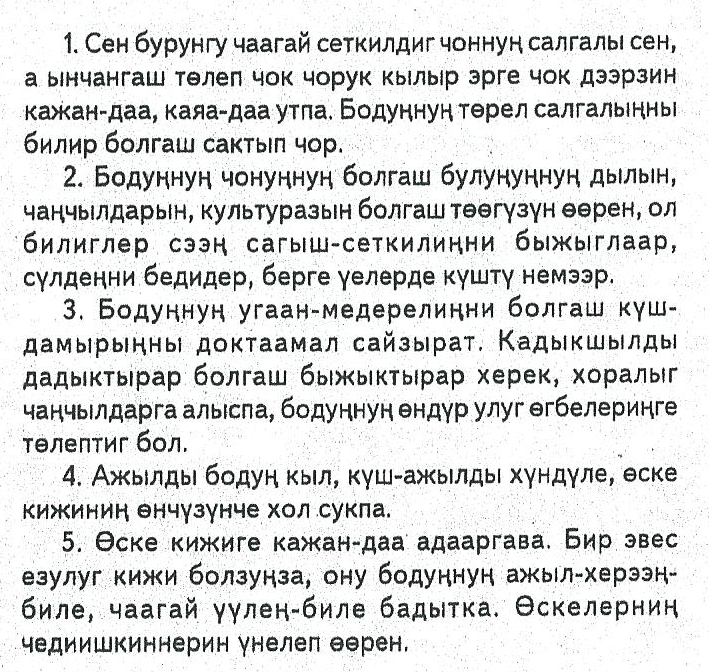 1. Сен бурунгу чаагай сеткилдиг чоннуң салгалы сен,
а ынчангаш төлеп чок чорук кылыр эрге чок дээрзин
кажан-даа, каяа-даа утпа. Бодуңнуң төрел салгалыңны
билир болгаш сактып чор.
2. Бодуңнуң чонуңнуң болгаш булуңуңнуң дылын,
чаңчылдарын, культуразын болгаш төөгүзүн өөрен, ол
билиглер сээң сагыш-сеткилиңни быжыглаар,
сүлдеңни бедидер, берге үелерде күштү немээр.
3. Бодуңнуң угаан-медерелиңни болгаш күш-
дамырыңны доктаамал сайзырат. Кадыкшылды
дадыктырар болгаш быжыктырар херек, хоралыг
чаңчылдарга алыспа, бодуңнуң өндүр улуг өгбелериңге
төлептиг бол.
4. Ажылды бодуң кыл, күш-ажылды хүндүле, өске
кижиниң өнчүзүнче хол сукпа.
5. Өске кижиге кажан-даа адааргава. Бир эвес
езулуг кижи болзуңза, ону бодуңнуң ажыл-херээң-
биле, чаагай үүлең-биле бадытка. Өскелерниң
чедиишкиннерин үнелеп өөрен.